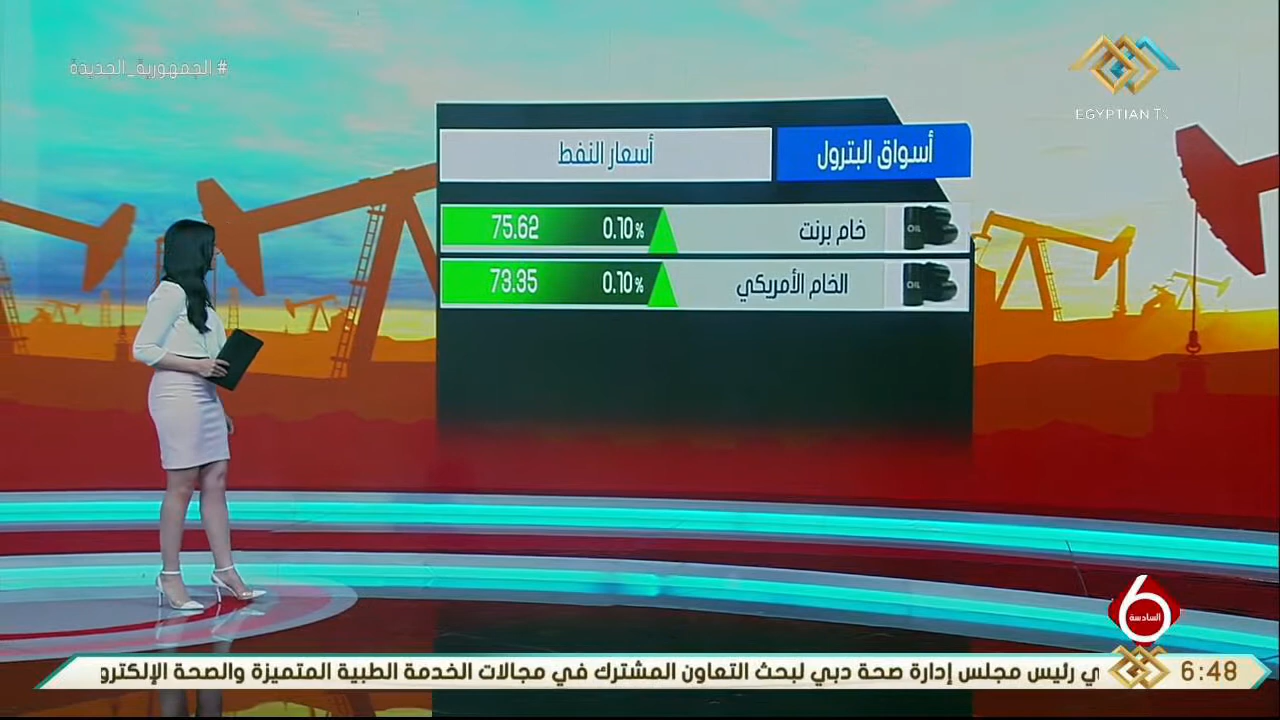 #الجمهورية_الجديدة
EGYPTIAN TV
أسواق البترول
أسعار النفط
خام برنت 0.10% 75.62
OIL
الخام الأمريكي 0.10% 73.35
OIL
6
السادسة
ي رئيس مجلس إدارة صحة دبي لبحث التعاون المشترك في مجالات الخدمة الطبية المتميزة والصحة الإلكترو
6:48